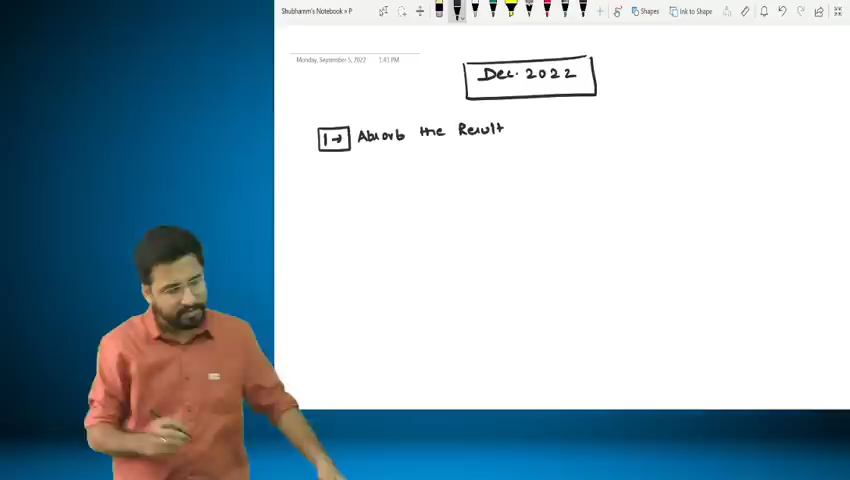 Shubhamm's Notebook » P
Shapes
Ink to Shape
Monday, September 5, 2022 1:41 PM
Dec. 2022
1→ Absorb the Result